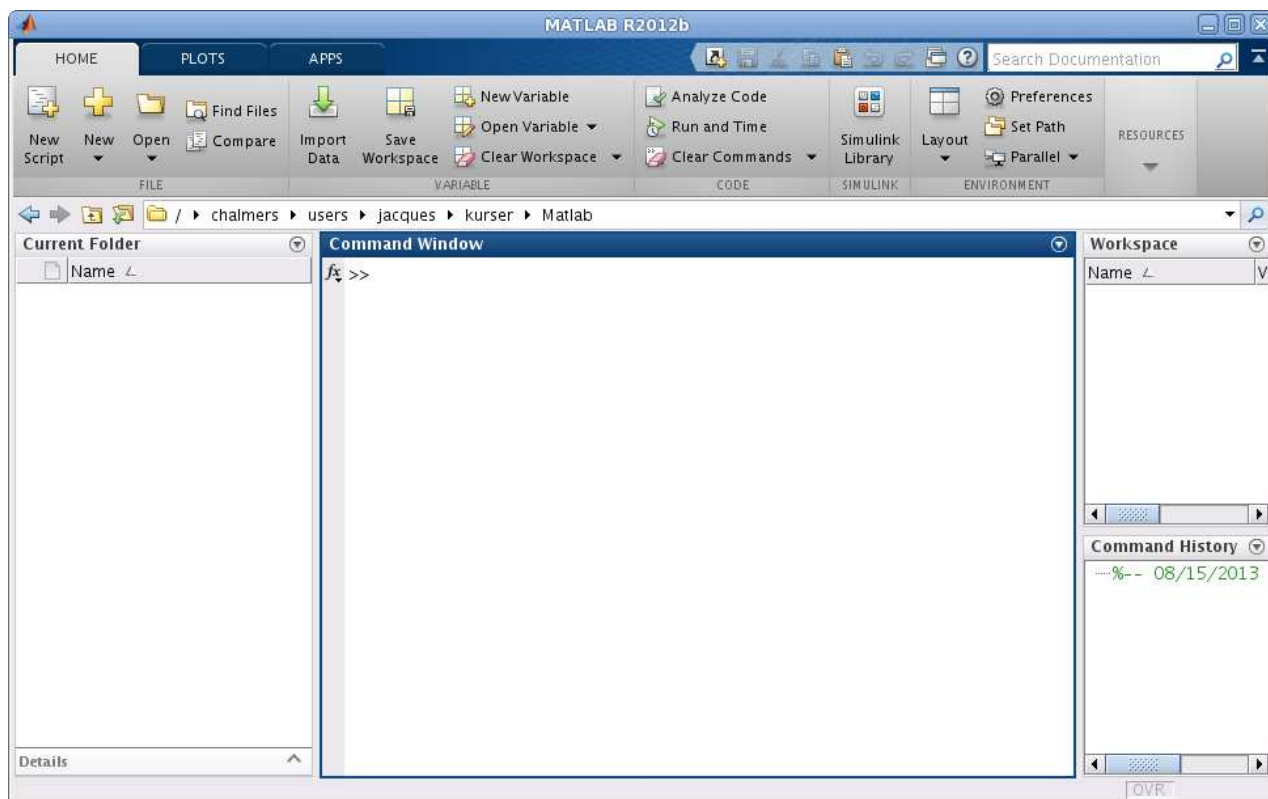 MATLAB R2012b
HOME PLOTS APPS Search Documentation
New Script New Open Find Files Compare
Import Data Save Workspace New Variable Open Variable Clear Workspace
Analyze Code Run and Time Clear Commands
Simulink Library Layout Preferences Set Path Parallel RESOURCES
FILE VARIABLE CODE SIMULINK ENVIRONMENT
/ chalmers users jacques kurser Matlab
Current Folder
Name
Command Window
fx >>
Workspace
Name V
Command History
%-- 08/15/2013
Details
OVR